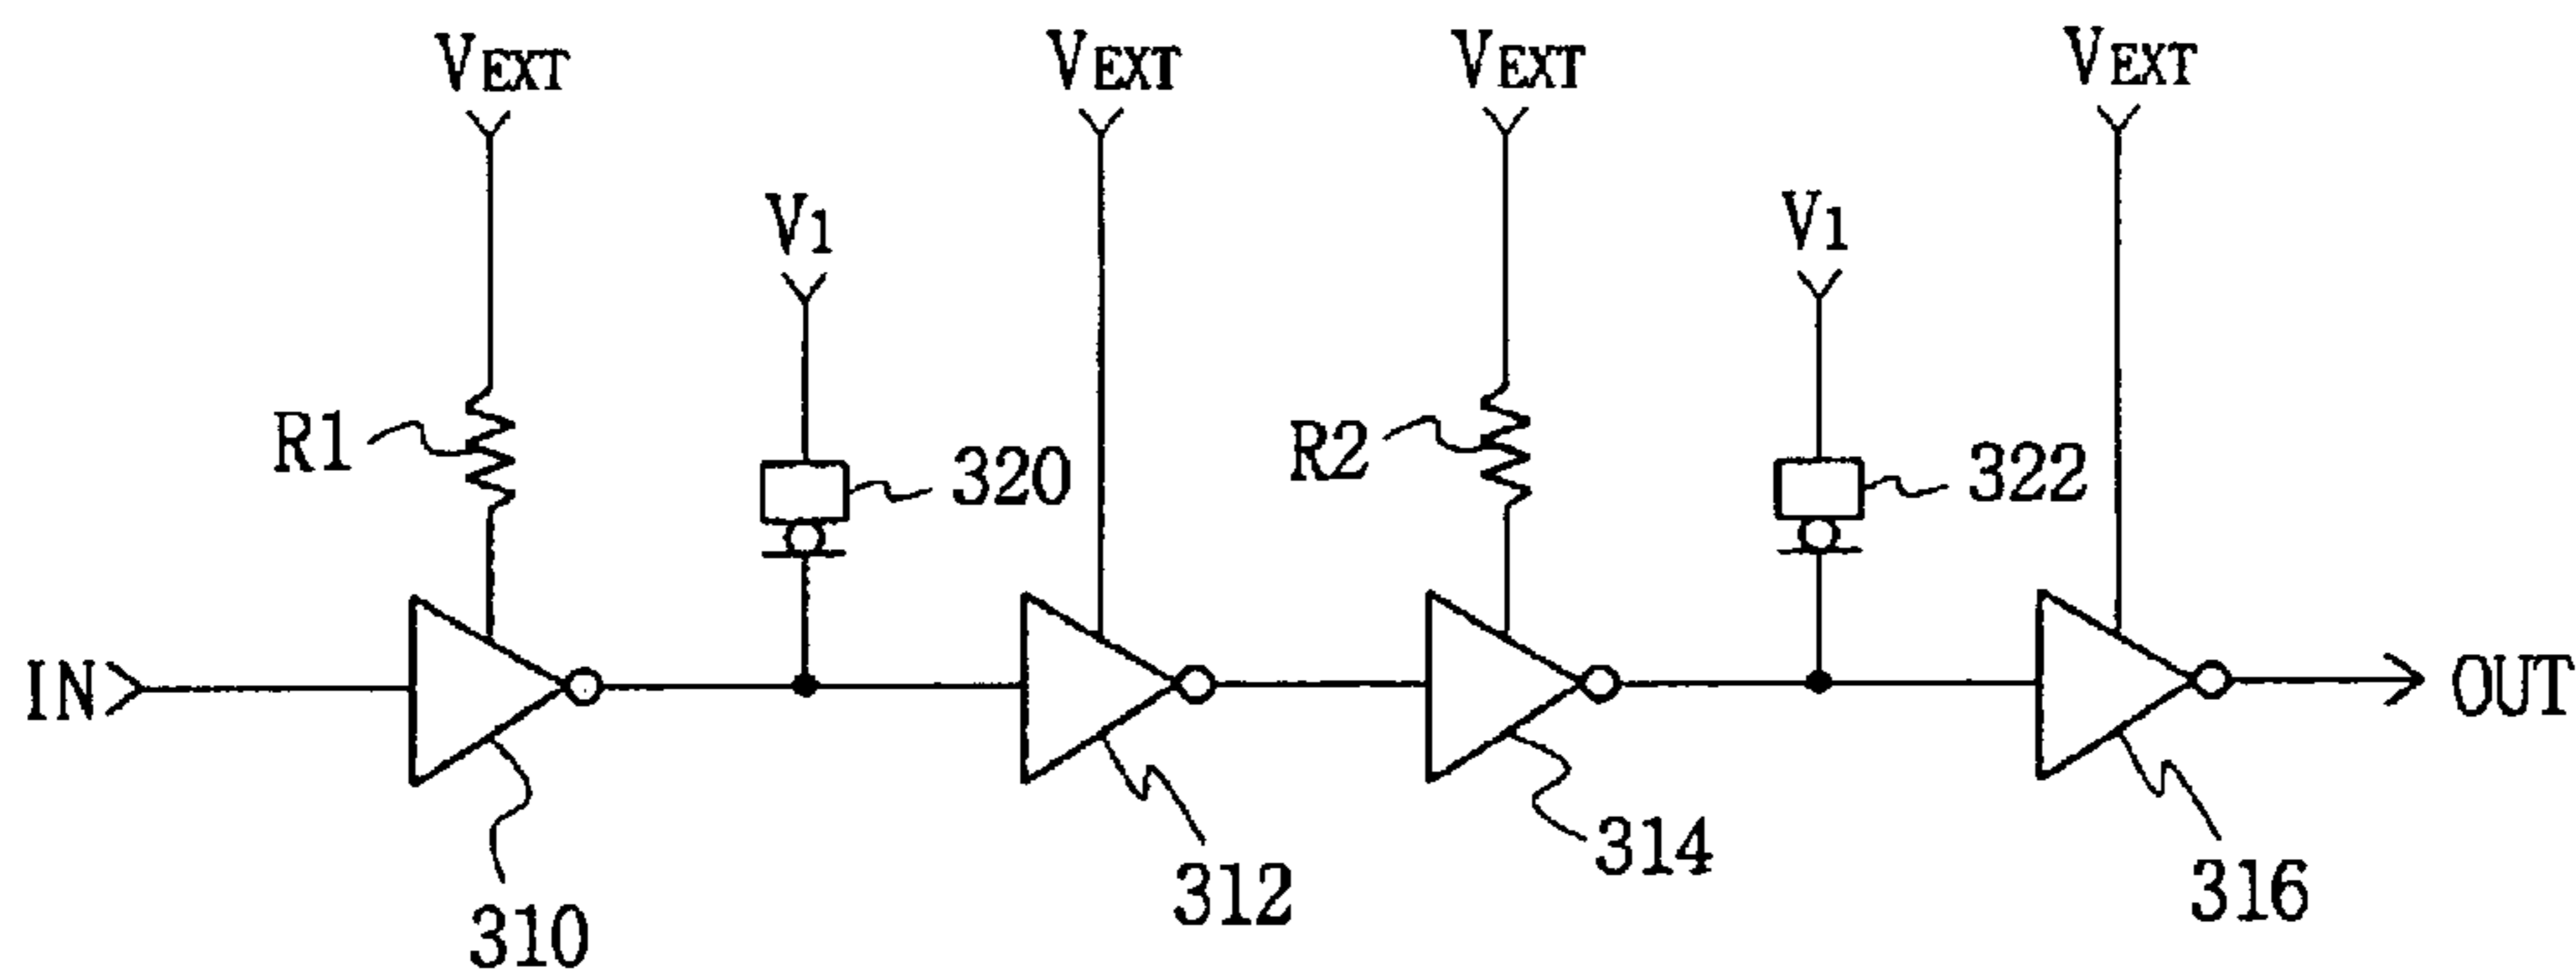 VEXT VEXT VEXT VEXT
V1 V1
R1 320 R2 322
IN OUT
310 312 314 316